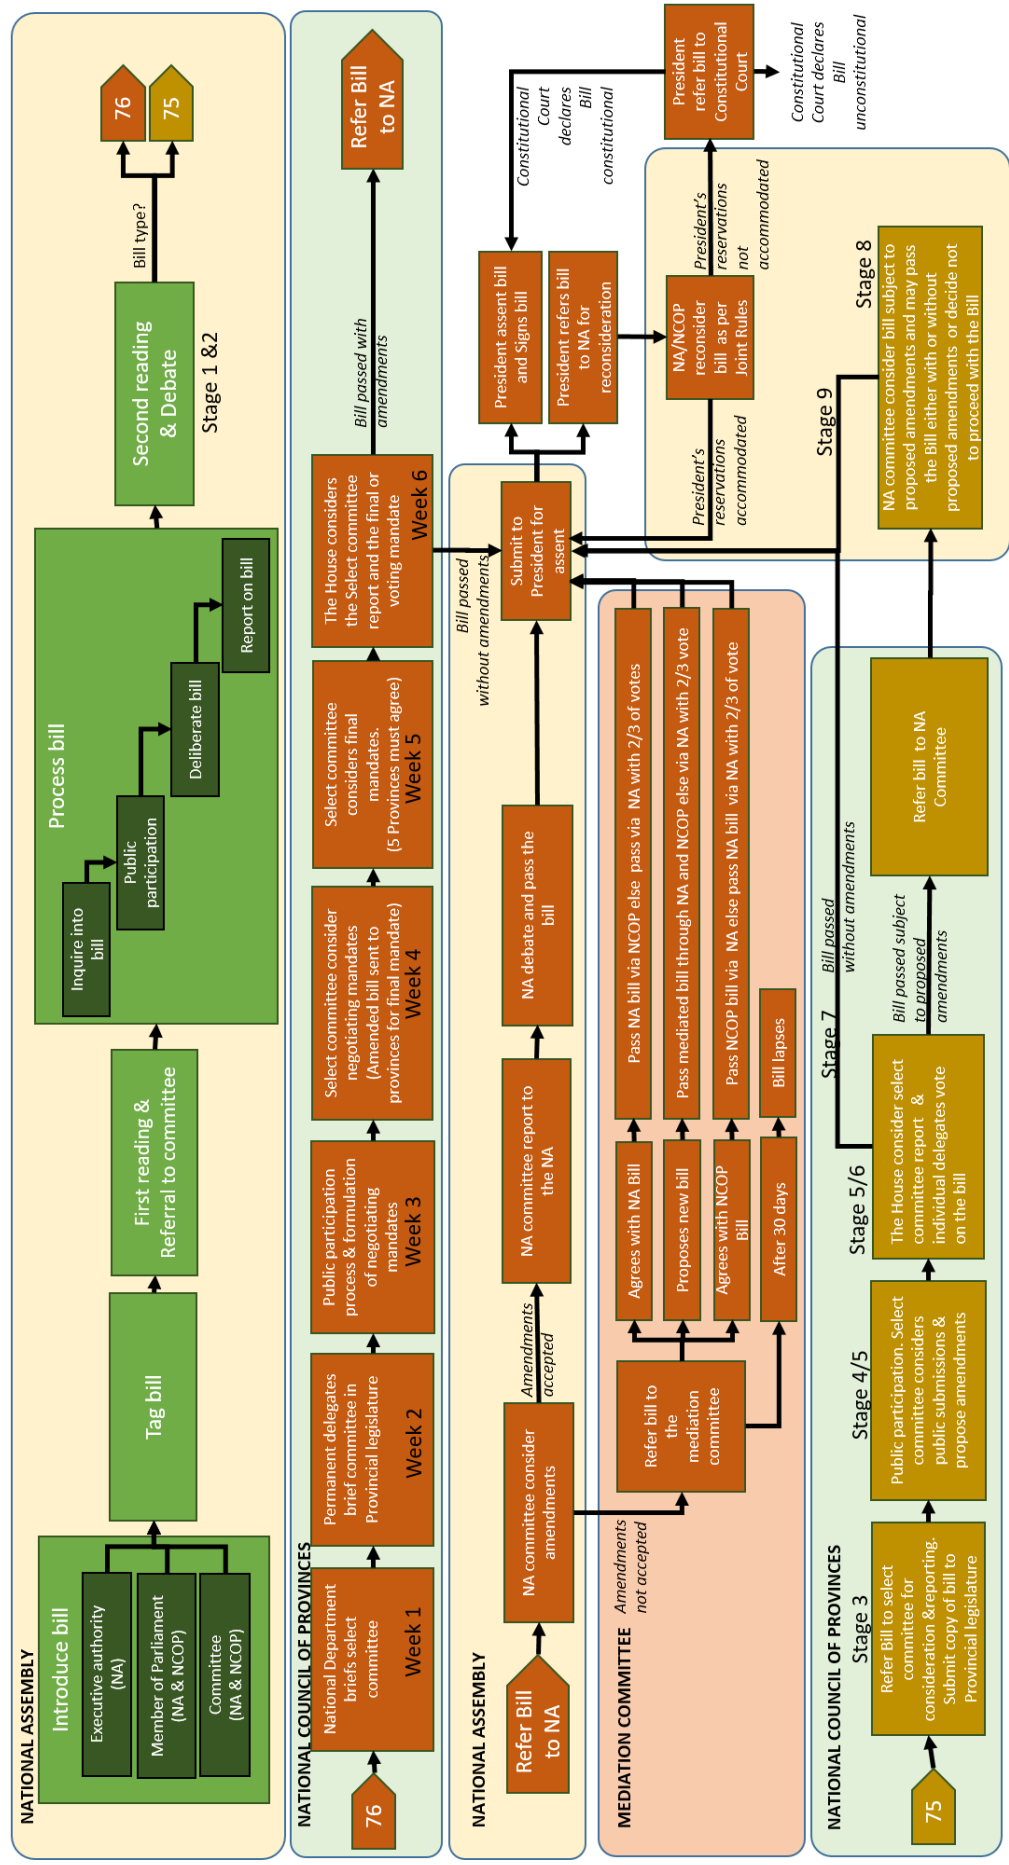 NATIONAL ASSEMBLY
Introduce bill
Executive authority
(NA)
Member of Parliament
(NA & NCOP)
Committee
(NA & NCOP)
Tag bill
First reading &
Referral to committee
Process bill
Inquire into
bill
Public
participation
Deliberate bill
Report on bill
Second reading
& Debate
Stage 1 &2
Bill type?
76
75
NATIONAL COUNCIL OF PROVINCES
76
National Department
briefs select
committee
Week 1
Permanent delegates
brief committee in
Provincial legislature
Week 2
Public participation
process & formulation
of negotiating
mandates
Week 3
Select committee consider
negotiating mandates
(Amended bill sent to
provinces for final mandate)
Week 4
Select committee
considers final
mandates.
(5 Provinces must agree)
Week 5
The House considers
the Select committee
report and the final or
voting mandate
Week 6
Bill passed with
amendments
Refer Bill
to NA
Bill passed
without amendments
NATIONAL ASSEMBLY
Refer Bill
to NA
NA committee consider
amendments
Amendments
accepted
NA committee report to
the NA
NA debate and pass the
bill
Submit to
President for
assent
President assent bill
and Signs bill
President refers bill
to NA for
reconsideration
Constitutional
Court
declares
Bill
constitutional
NA/NCOP
reconsider
bill as per
Joint Rules
President's
reservations
accommodated
President's
reservations
not
accommodated
President
refer bill to
Constitutional
Court
Constitutional
Court declares
Bill
unconstitutional
MEDIATION COMMITTEE
Amendments
not accepted
Refer bill to
the
mediation
committee
Agrees with NA Bill
Pass NA bill via NCOP else pass via NA with 2/3 of votes
Proposes new bill
Pass mediated bill through NA and NCOP else via NA with 2/3 vote
Agrees with NCOP
Bill
Pass NCOP bill via NA else pass NA bill via NA with 2/3 of vote
After 30 days
Bill lapses
NATIONAL COUNCIL OF PROVINCES
75
Stage 3
Refer Bill to select
committee for
consideration &reporting.
Submit copy of bill to
Provincial legislature
Stage 4/5
Public participation. Select
committee considers
public submissions &
propose amendments
Stage 5/6
The House consider select
committee report &
individual delegates vote
on the bill
Stage 7
Bill passed
without amendments
Bill passed subject
to proposed
amendments
Refer bill to NA
Committee
Stage 8
NA committee consider bill subject to
proposed amendments and may pass
the Bill either with or without
proposed amendments or decide not
to proceed with the Bill
Stage 9